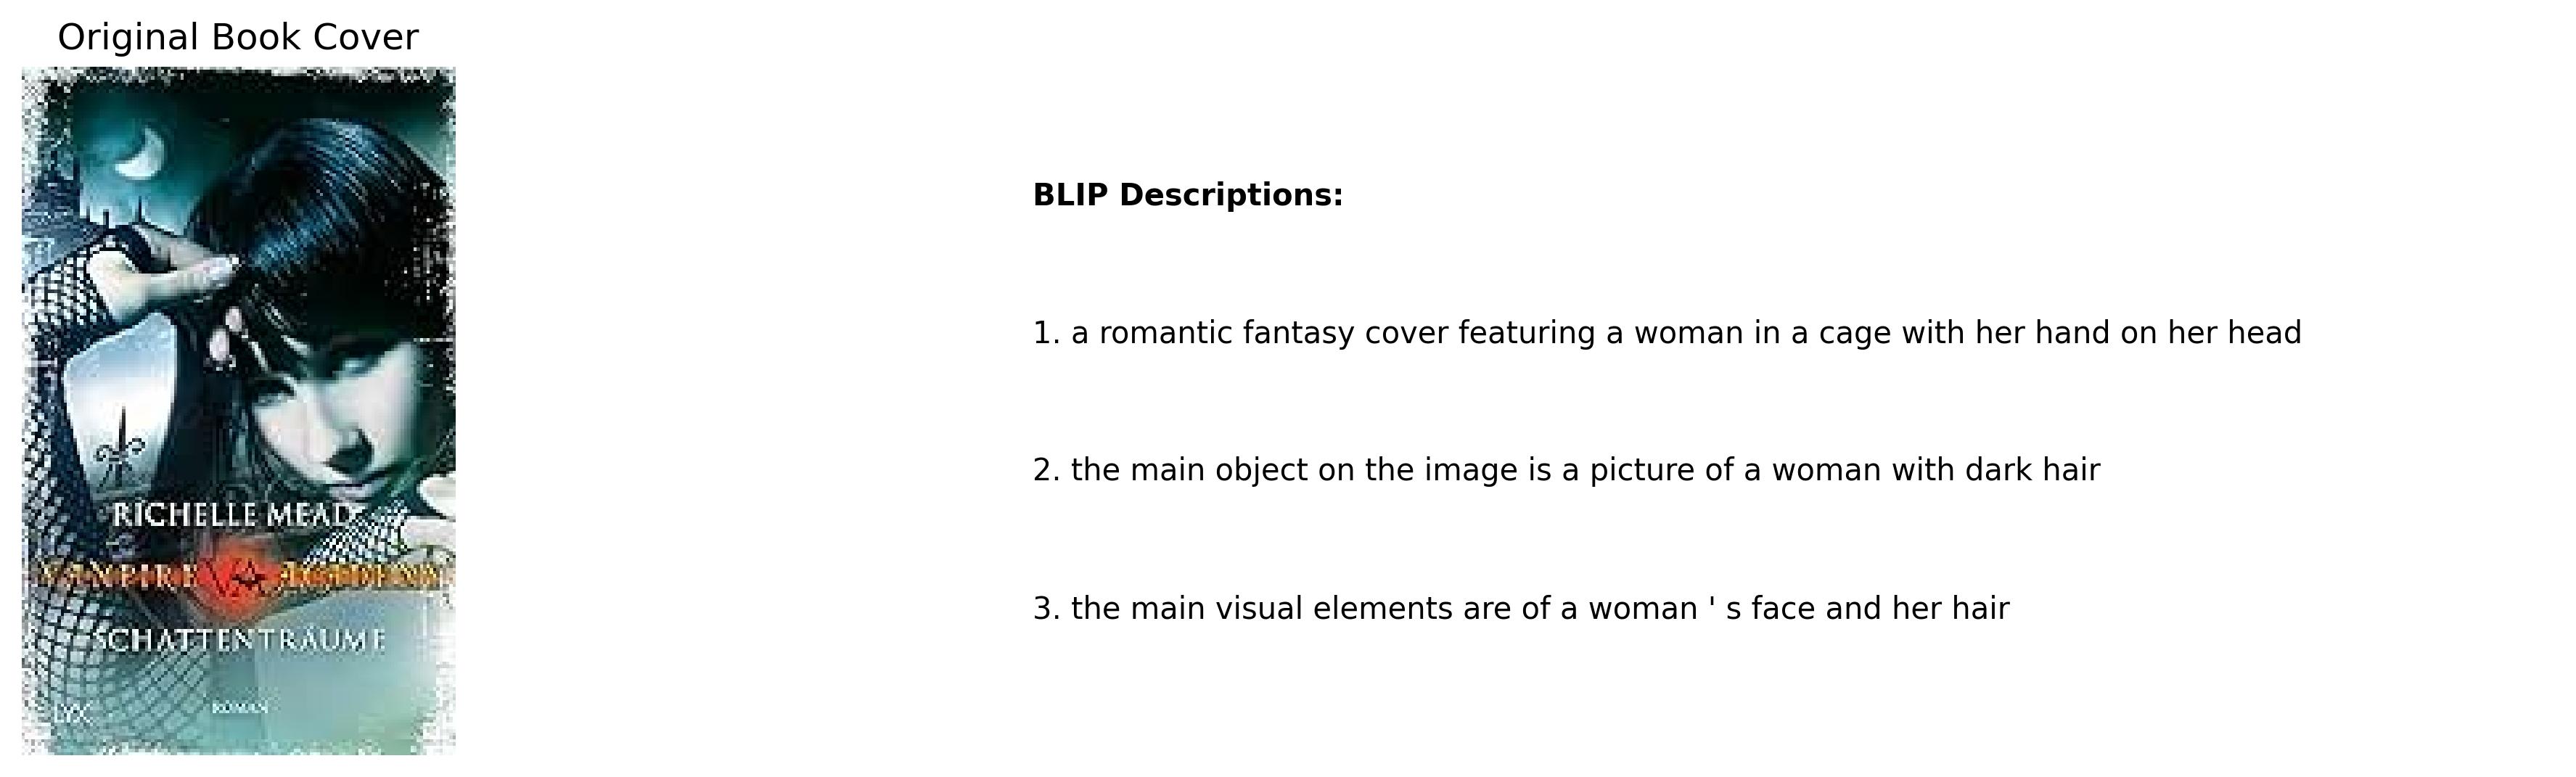 Original Book Cover
RICHELLE MEAD
VAMPIRE
SCHATTENTRÄUME
ROMAN
LYX
BLIP Descriptions:
1. a romantic fantasy cover featuring a woman in a cage with her hand on her head
2. the main object on the image is a picture of a woman with dark hair
3. the main visual elements are of a woman ' s face and her hair